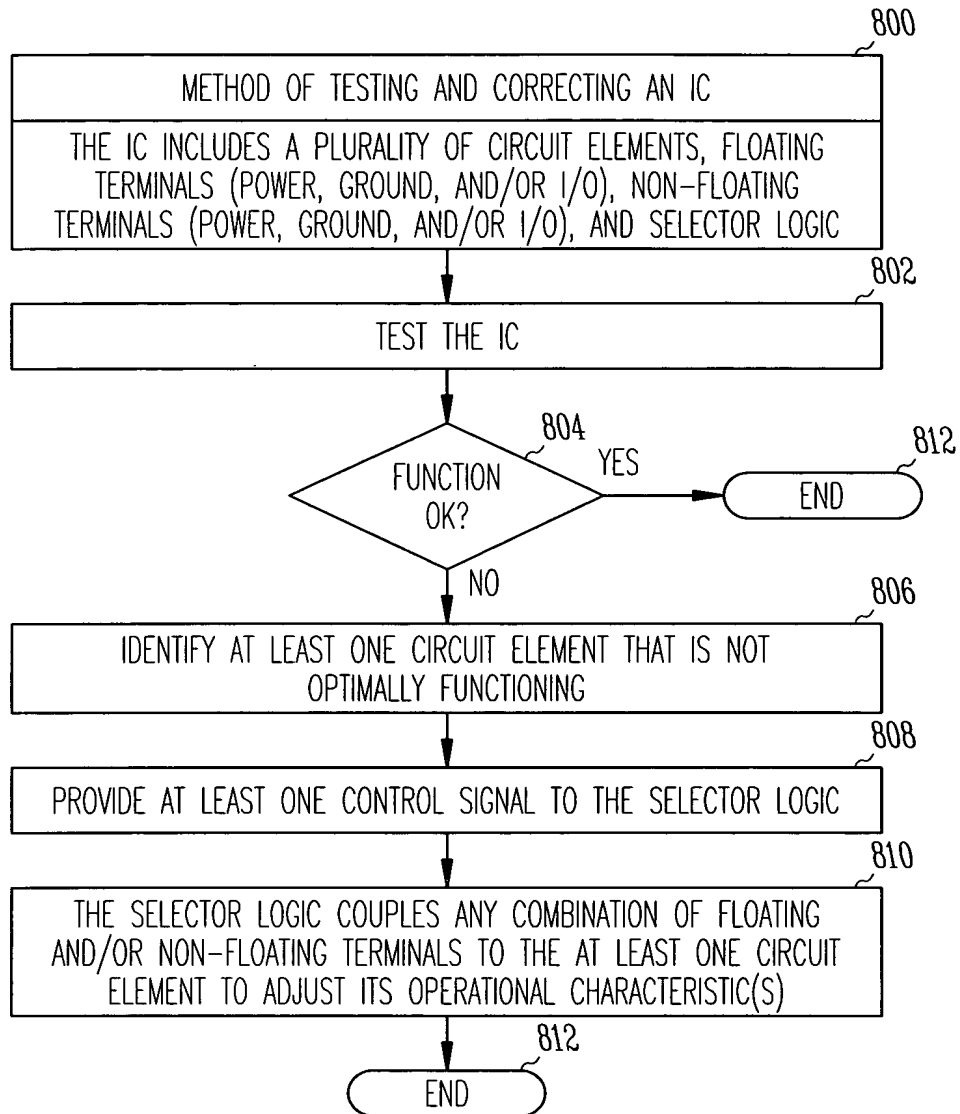 800
METHOD OF TESTING AND CORRECTING AN IC
THE IC INCLUDES A PLURALITY OF CIRCUIT ELEMENTS, FLOATING
TERMINALS (POWER, GROUND, AND/OR I/O), NON-FLOATING
TERMINALS (POWER, GROUND, AND/OR I/O), AND SELECTOR LOGIC
802
TEST THE IC
804
FUNCTION
OK?
YES
812
END
NO
806
IDENTIFY AT LEAST ONE CIRCUIT ELEMENT THAT IS NOT
OPTIMALLY FUNCTIONING
808
PROVIDE AT LEAST ONE CONTROL SIGNAL TO THE SELECTOR LOGIC
810
THE SELECTOR LOGIC COUPLES ANY COMBINATION OF FLOATING
AND/OR NON-FLOATING TERMINALS TO THE AT LEAST ONE CIRCUIT
ELEMENT TO ADJUST ITS OPERATIONAL CHARACTERISTIC(S)
812
END